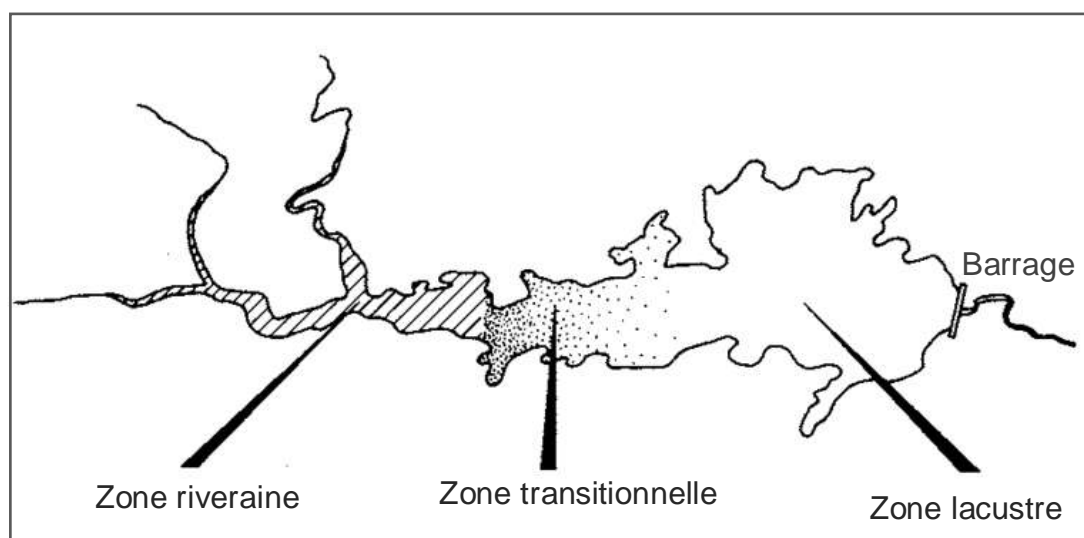 Barrage
Zone riveraine
Zone transitionnelle
Zone lacustre